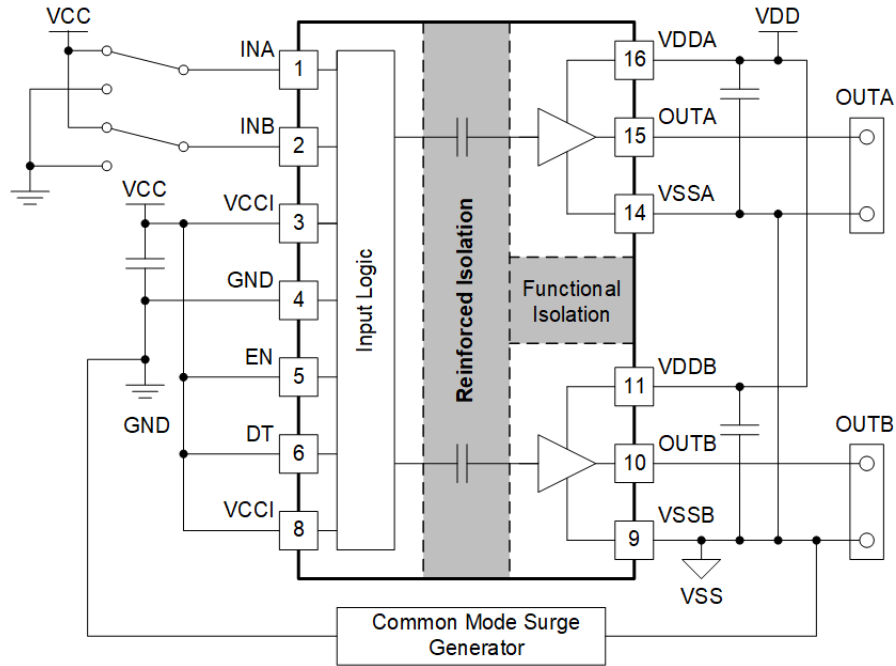 VCC
VDD
INA
1
16
VDDA
OUTA
15
OUTA
INB
2
VCC
VCCI
3
14
VSSA
GND
4
Input Logic
Reinforced Isolation
Functional
Isolation
EN
5
GND
11
VDDB
DT
6
10
OUTB
OUTB
VCCI
8
9
VSSB
VSS
Common Mode Surge
Generator